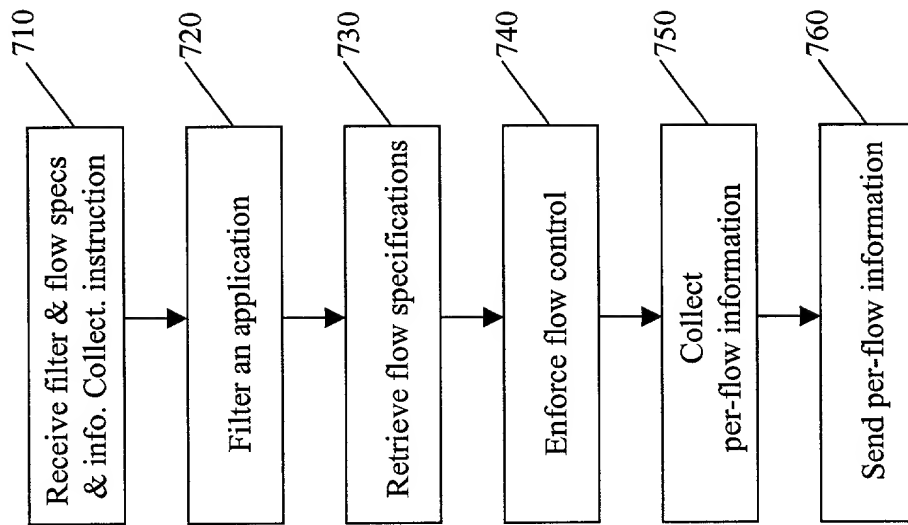 710
Receive filter & flow specs
& info. Collect. instruction
720
Filter an application
730
Retrieve flow specifications
740
Enforce flow control
750
Collect
per-flow information
760
Send per-flow information